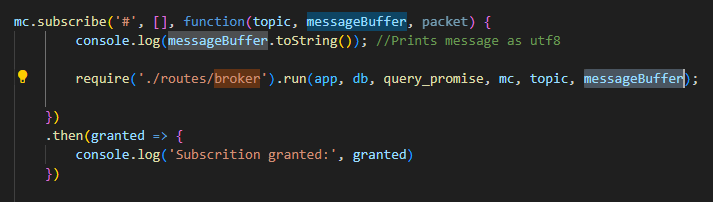 mc.subscribe('#', [], function(topic, messageBuffer, packet) {
console.log(messageBuffer.toString()); //Prints message as utf8
require('./routes/broker').run(app, db, query_promise, mc, topic, messageBuffer);
})
.then(granted => {
console.log('Subscrition granted:', granted)
})